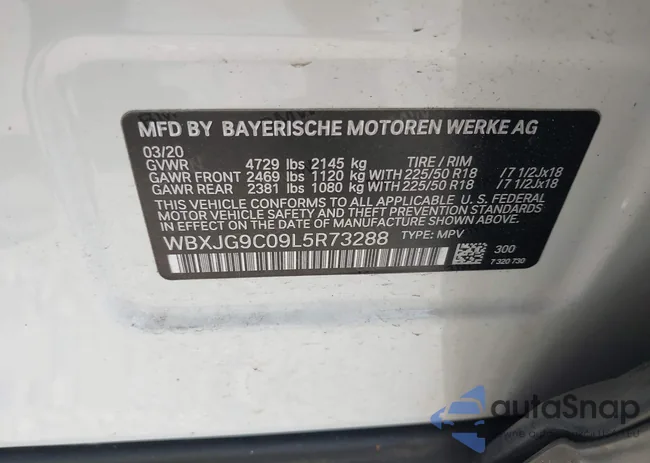 MFD BY BAYERISCHE MOTOREN WERKE AG
03/20
GVWR 4729 lbs 2145 kg TIRE / RIM
GAWR FRONT 2469 lbs 1120 kg WITH 225/50 R18 /7 1/2Jx18
GAWR REAR 2381 lbs 1080 kg WITH 225/50 R18 /7 1/2Jx18
THIS VEHICLE CONFORMS TO ALL APPLICABLE U.S. FEDERAL
MOTOR VEHICLE SAFETY AND THEFT PREVENTION STANDARDS
IN EFFECT ON THE DATE OF MANUFACTURE SHOWN ABOVE.
WBXJG9C09L5R73288 TYPE: MPV
300
7 320 730
autoSnap